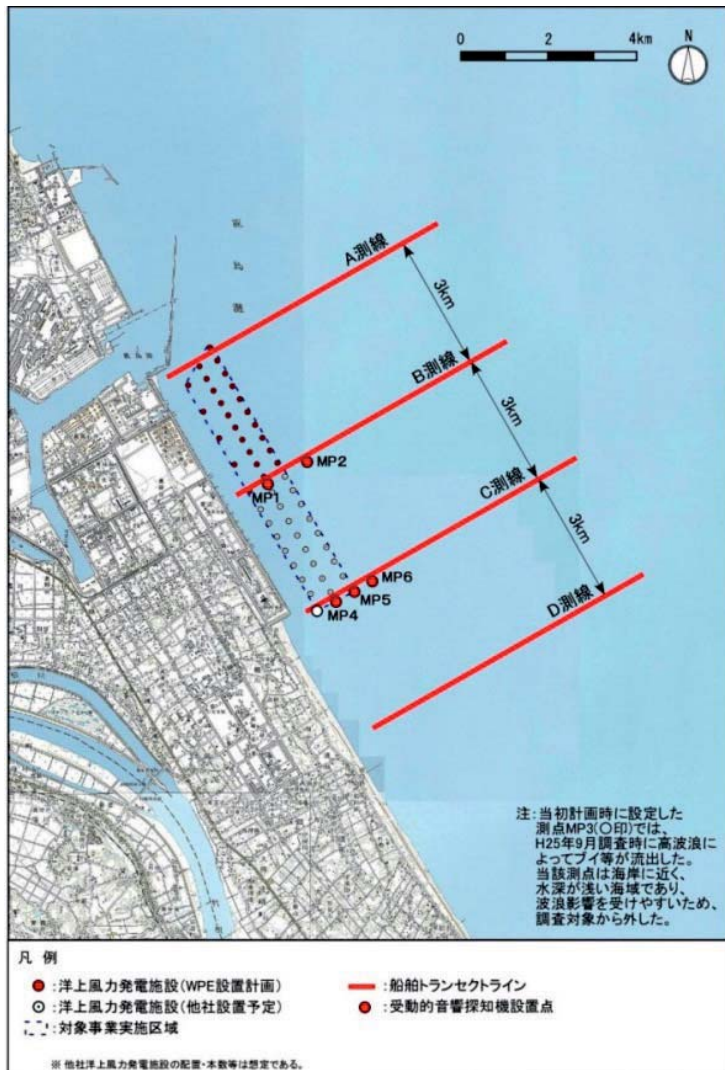 0 2 4km
N
鹿島灘
A測線
3km
B測線
MP2
MP1
3km
C測線
MP6
MP5
MP4
3km
D測線
注:当初計画時に設定した
測点MP3(○印)では、
H25年9月調査時に高波浪に
よってブイ等が流出した。
当該測点は海岸に近く、
水深が浅い海域であり、
波浪影響を受けやすいため、
調査対象から外した。
凡 例
:洋上風力発電施設(WPE設置計画)
:船舶トランセクトライン
:洋上風力発電施設(他社設置予定)
:受動的音響探知機設置点
:対象事業実施区域
※ 他社洋上風力発電施設の配置・本数等は想定である。